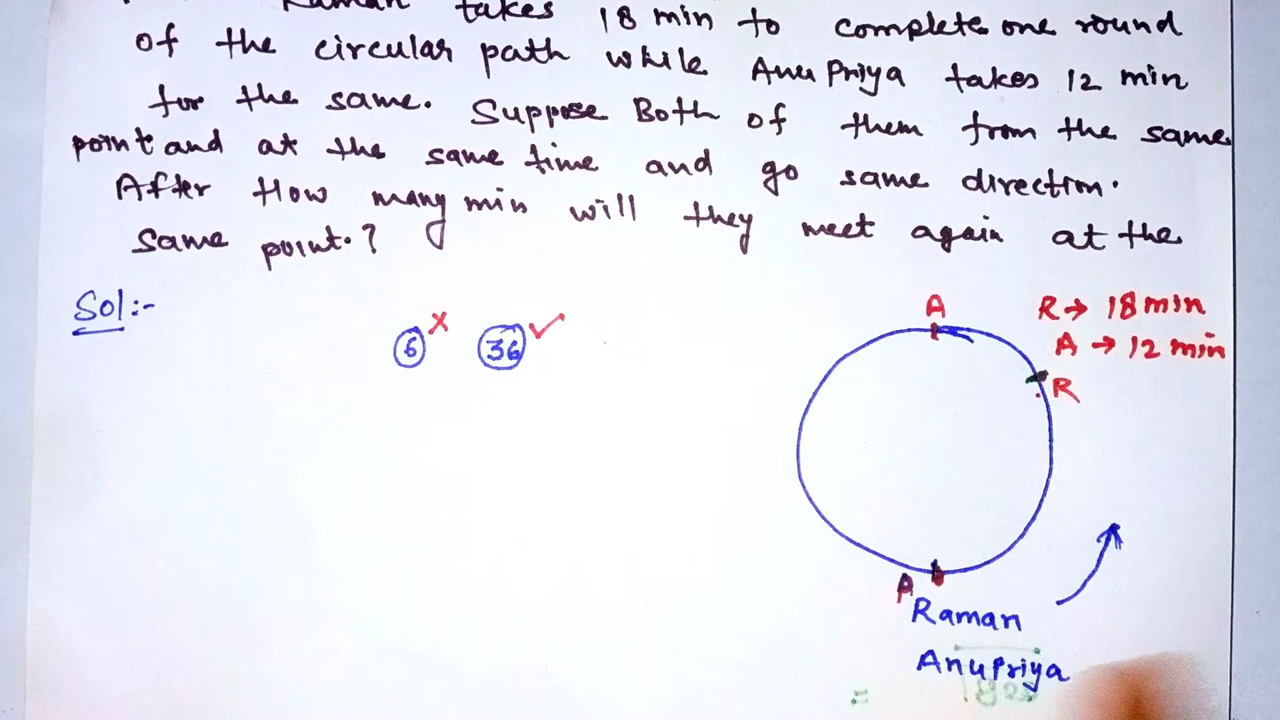 Raman takes 18 min to complete one round
of the circular path while AnuPriya takes 12 min
for the same. Suppose Both of them from the same
point and at the same time and go same direction.
After How many min will they meet again at the
same point.?
Sol:-
6 × 36 ✓
A
R → 18 min
A → 12 min
R
A
Raman
AnuPriya
=